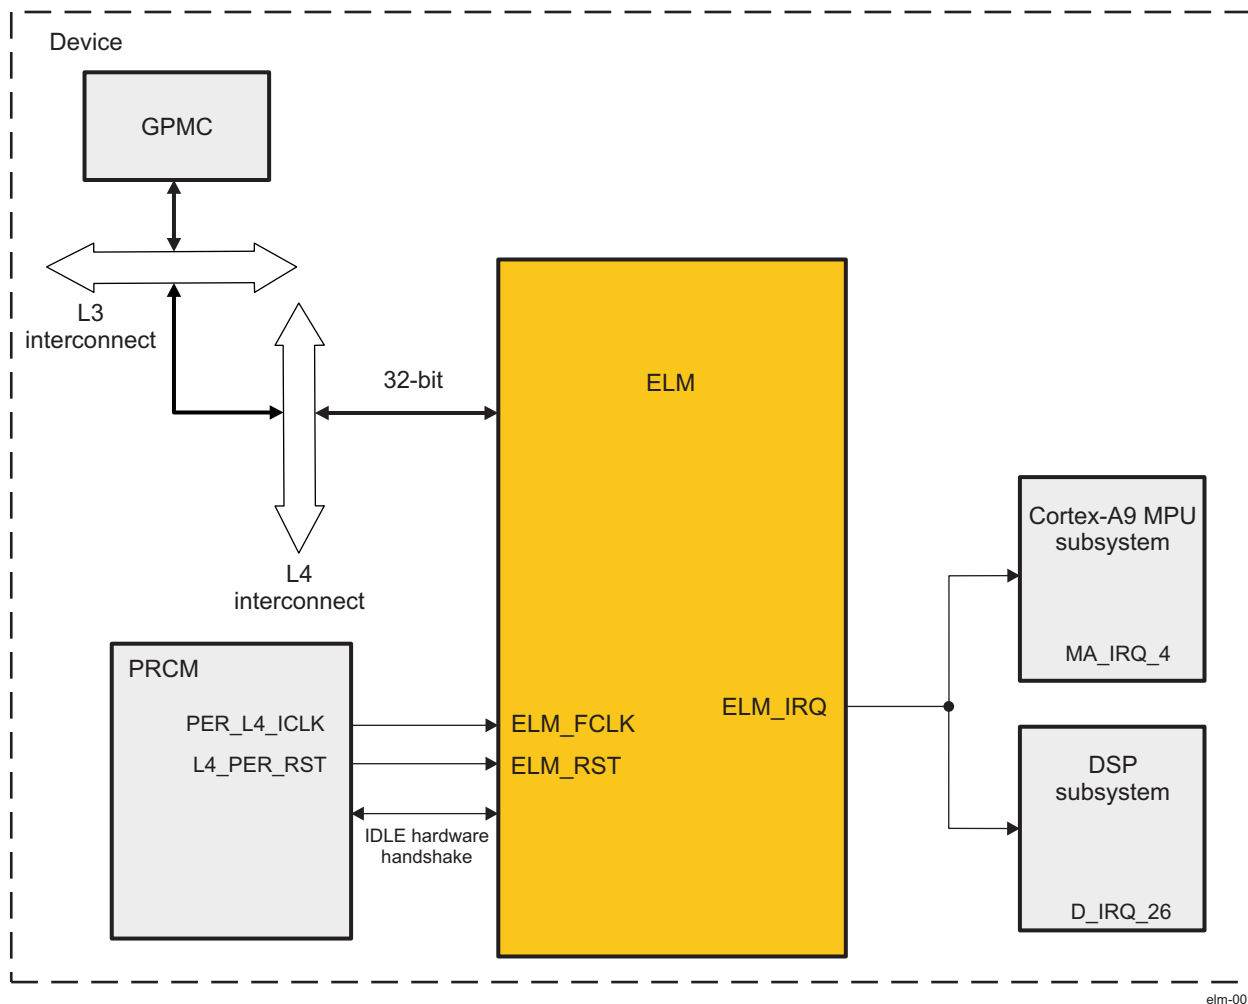 Device
GPMC
L3
interconnect
32-bit
ELM
L4
interconnect
Cortex-A9 MPU
subsystem
MA_IRQ_4
PRCM
PER_L4_ICLK
ELM_FCLK
ELM_IRQ
L4_PER_RST
ELM_RST
IDLE hardware
handshake
DSP
subsystem
D_IRQ_26
elm-00